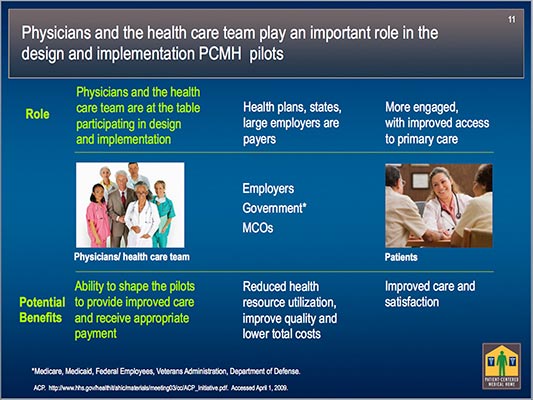 11
Physicians and the health care team play an important role in the
design and implementation PCMH pilots
Role
Physicians and the health
care team are at the table
participating in design
and implementation
Health plans, states,
large employers are
payers
More engaged,
with improved access
to primary care
Physicians/ health care team
Employers
Government*
MCOs
Patients
Potential
Benefits
Ability to shape the pilots
to provide improved care
and receive appropriate
payment
Reduced health
resource utilization,
improve quality and
lower total costs
Improved care and
satisfaction
*Medicare, Medicaid, Federal Employees, Veterans Administration, Department of Defense.
ACP. http://www.hhs.gov/healthit/ahic/materials/meeting03/cc/ACP_Initiative.pdf. Accessed April 1, 2009.
PATIENT-CENTERED
MEDICAL HOME